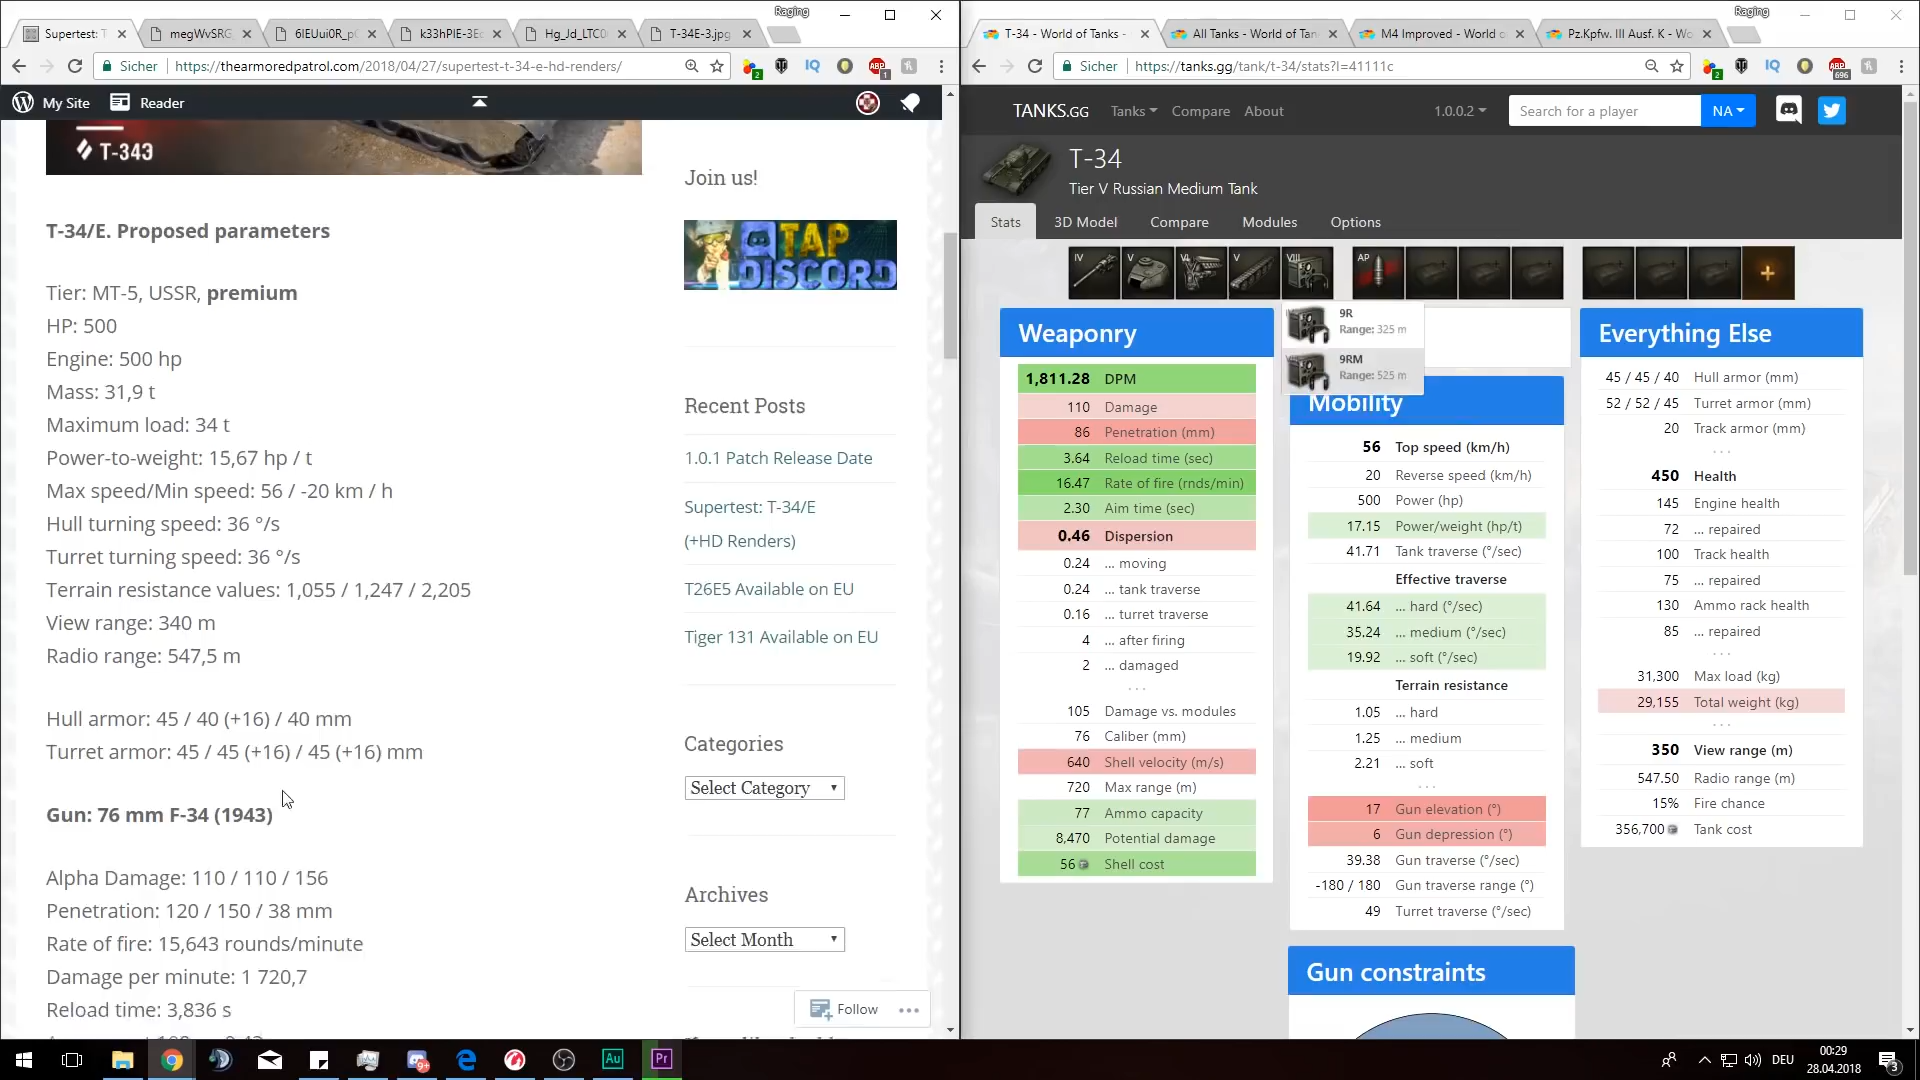 Raging
Supertest: T
megWvSRG_
6lEUui0R_p
k33hPIE-3E
Hg_Jd_LTC0
T-34E-3.jpg
Sicher
https://thearmoredpatrol.com/2018/04/27/supertest-t-34-e-hd-renders/
My Site
Reader
T-343
T-34/E. Proposed parameters
Tier: MT-5, USSR, premium
HP: 500
Engine: 500 hp
Mass: 31,9 t
Maximum load: 34 t
Power-to-weight: 15,67 hp / t
Max speed/Min speed: 56 / -20 km / h
Hull turning speed: 36 °/s
Turret turning speed: 36 °/s
Terrain resistance values: 1,055 / 1,247 / 2,205
View range: 340 m
Radio range: 547,5 m
Hull armor: 45 / 40 (+16) / 40 mm
Turret armor: 45 / 45 (+16) / 45 (+16) mm
Gun: 76 mm F-34 (1943)
Alpha Damage: 110 / 110 / 156
Penetration: 120 / 150 / 38 mm
Rate of fire: 15,643 rounds/minute
Damage per minute: 1 720,7
Reload time: 3,836 s
Join us!
TAP
DISCORD
Recent Posts
1.0.1 Patch Release Date
Supertest: T-34/E
(+HD Renders)
T26E5 Available on EU
Tiger 131 Available on EU
Categories
Select Category
Archives
Select Month
Follow
Raging
T-34 - World of Tanks -
All Tanks - World of Tan
M4 Improved - World o
Pz.Kpfw. III Ausf. K - Wo
Sicher
https://tanks.gg/tank/t-34/stats?l=41111c
2
696
TANKS.GG
Tanks
Compare
About
1.0.0.2
Search for a player
NA
T-34
Tier V Russian Medium Tank
Stats
3D Model
Compare
Modules
Options
IV
V
VI
V
VIII
AP
9R
Range: 325 m
9RM
Range: 525 m
Weaponry
1,811.28 DPM
110 Damage
86 Penetration (mm)
3.64 Reload time (sec)
16.47 Rate of fire (rnds/min)
2.30 Aim time (sec)
0.46 Dispersion
0.24 ... moving
0.24 ... tank traverse
0.16 ... turret traverse
4 ... after firing
2 ... damaged
105 Damage vs. modules
76 Caliber (mm)
640 Shell velocity (m/s)
720 Max range (m)
77 Ammo capacity
8,470 Potential damage
56 Shell cost
Mobility
56 Top speed (km/h)
20 Reverse speed (km/h)
500 Power (hp)
17.15 Power/weight (hp/t)
41.71 Tank traverse (°/sec)
Effective traverse
41.64 ... hard (°/sec)
35.24 ... medium (°/sec)
19.92 ... soft (°/sec)
Terrain resistance
1.05 ... hard
1.25 ... medium
2.21 ... soft
17 Gun elevation (°)
6 Gun depression (°)
39.38 Gun traverse (°/sec)
-180 / 180 Gun traverse range (°)
49 Turret traverse (°/sec)
Gun constraints
Everything Else
45 / 45 / 40 Hull armor (mm)
52 / 52 / 45 Turret armor (mm)
20 Track armor (mm)
450 Health
145 Engine health
72 ... repaired
100 Track health
75 ... repaired
130 Ammo rack health
85 ... repaired
31,300 Max load (kg)
29,155 Total weight (kg)
350 View range (m)
547.50 Radio range (m)
15% Fire chance
356,700 Tank cost
Au
Pr
DEU
00:29
28.04.2018
3